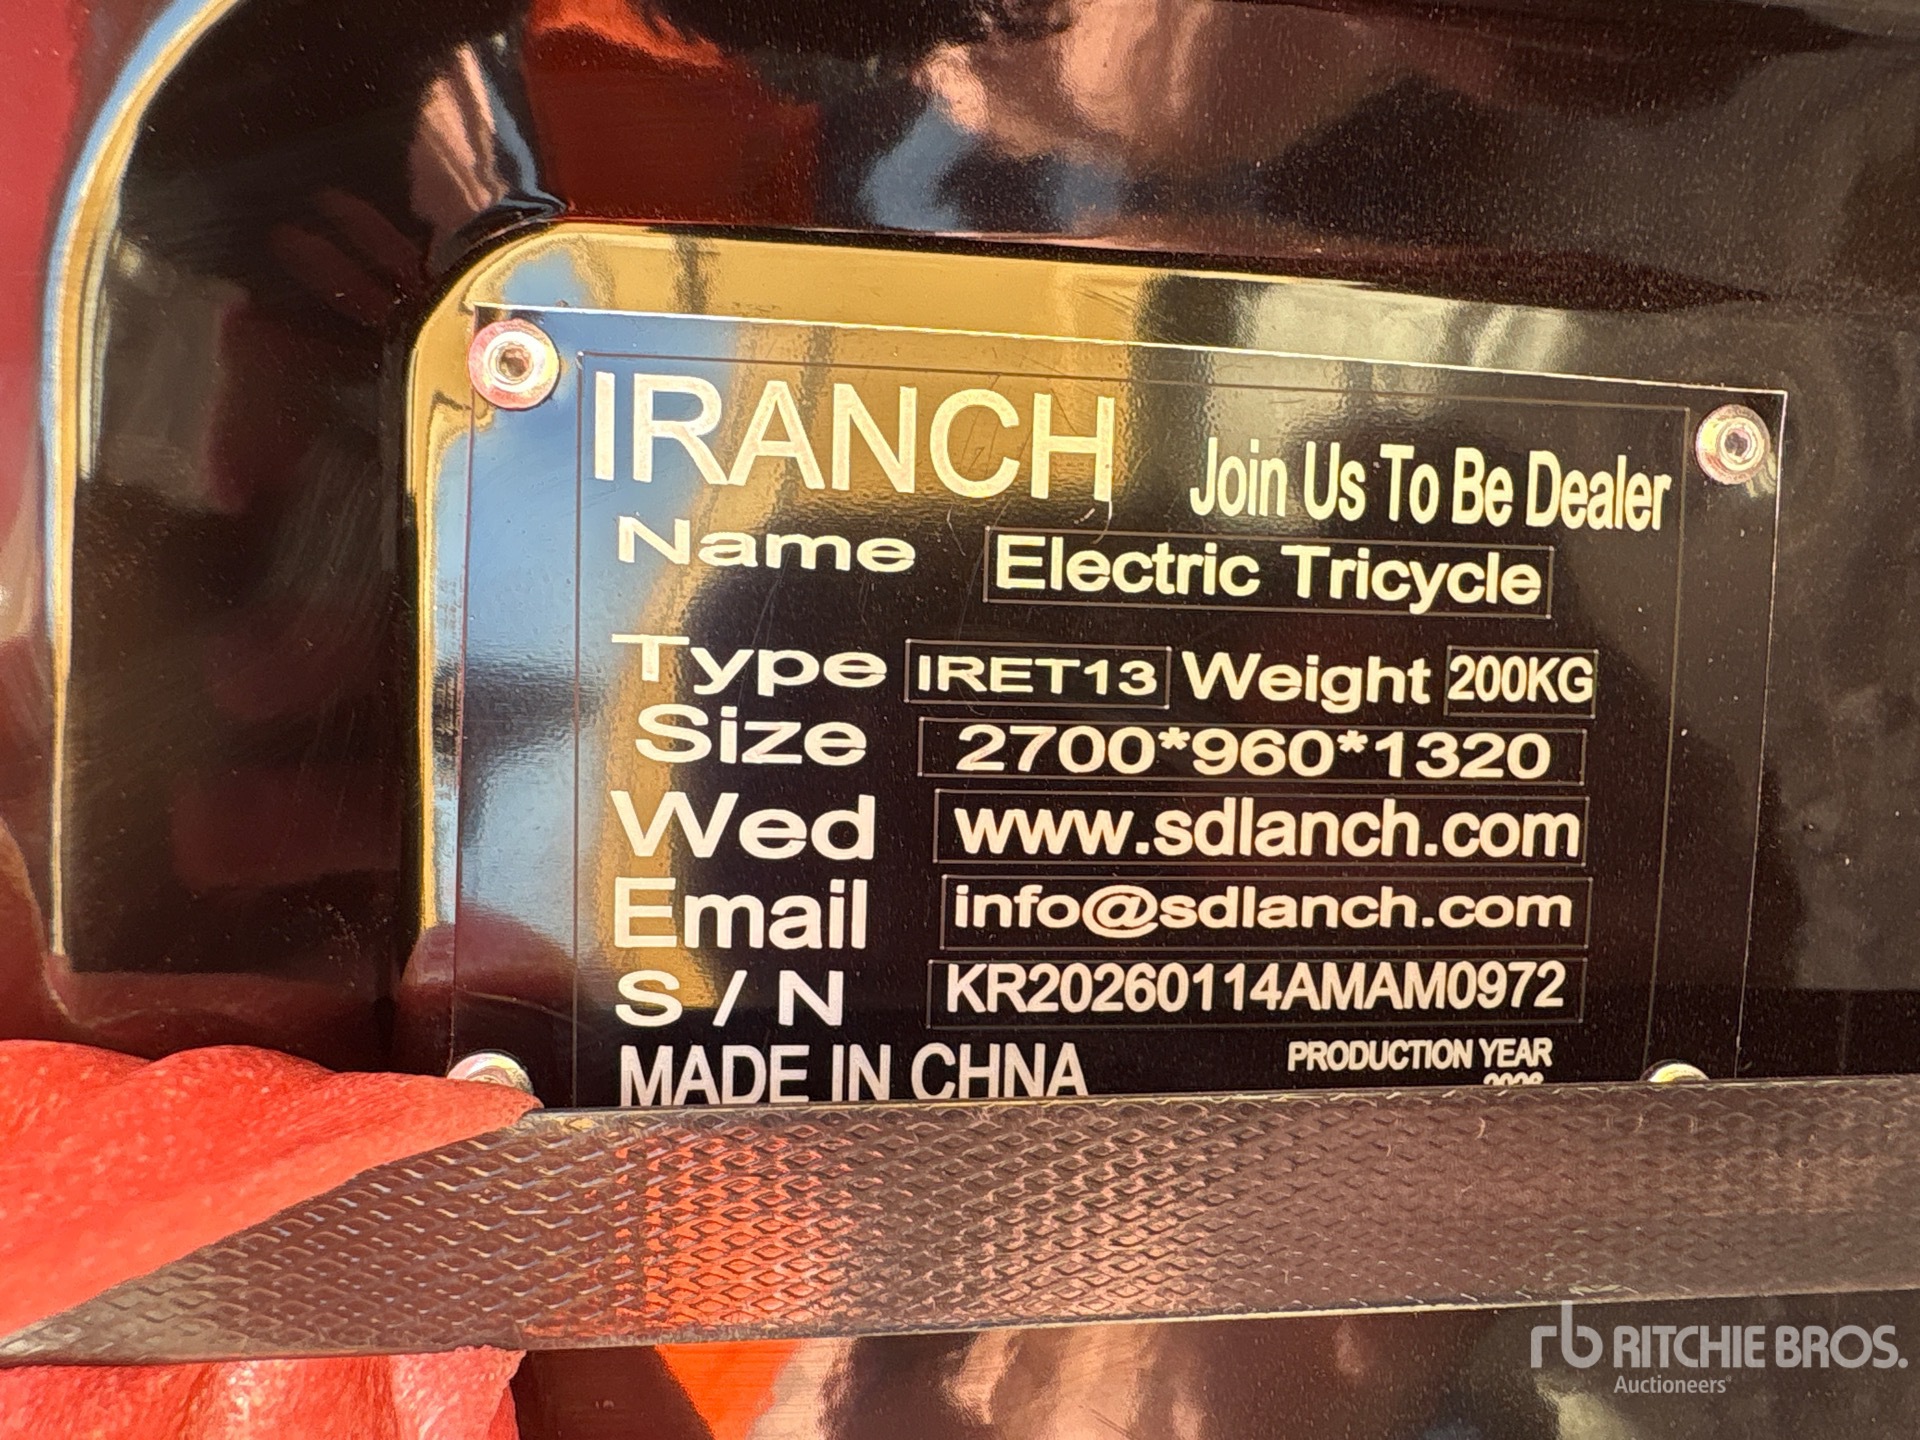 IRANCH Join Us To Be Dealer
Name Electric Tricycle
Type IRET13 Weight 200KG
Size 2700*960*1320
Wed www.sdlanch.com
Email info@sdlanch.com
S/N KR20260114AMAM0972
MADE IN CHNA PRODUCTION YEAR
rb RITCHIE BROS.
Auctioneers